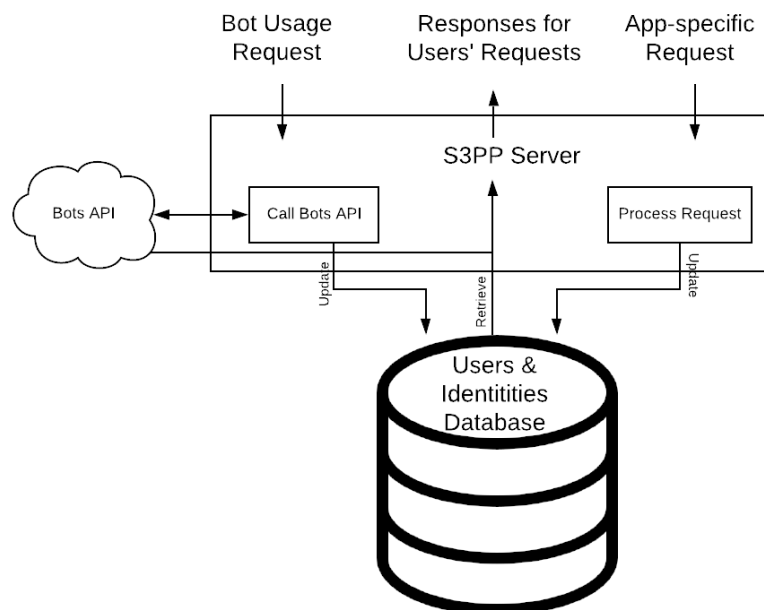 Bot Usage
Request
Responses for
Users' Requests
App-specific
Request
S3PP Server
Bots API
Call Bots API
Process Request
Update
Retrieve
Update
Users &
Identitities
Database